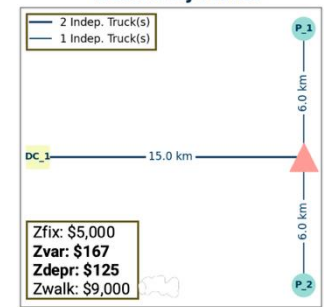 2 Indep. Truck(s)
1 Indep. Truck(s)
P_1
6.0 km
DC_1
15.0 km
6.0 km
Zfix: $5,000
Zvar: $167
Zdepr: $125
Zwalk: $9,000
P_2